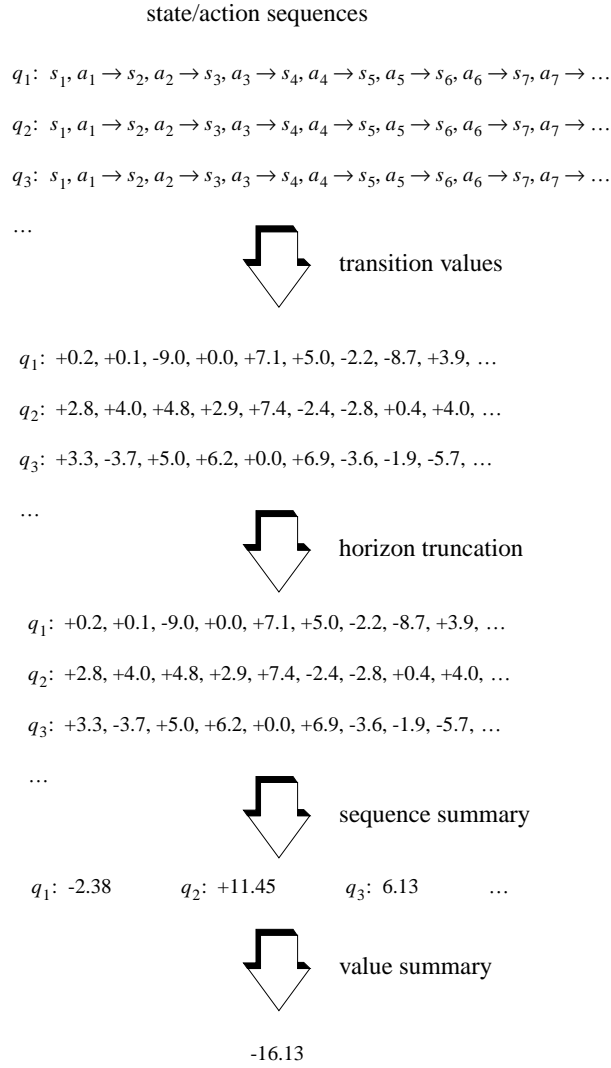 state/action sequences
q₁: s₁, a₁ → s₂, a₂ → s₃, a₃ → s₄, a₄ → s₅, a₅ → s₆, a₆ → s₇, a₇ → …
q₂: s₁, a₁ → s₂, a₂ → s₃, a₃ → s₄, a₄ → s₅, a₅ → s₆, a₆ → s₇, a₇ → …
q₃: s₁, a₁ → s₂, a₂ → s₃, a₃ → s₄, a₄ → s₅, a₅ → s₆, a₆ → s₇, a₇ → …
…
transition values
q₁: +0.2, +0.1, -9.0, +0.0, +7.1, +5.0, -2.2, -8.7, +3.9, …
q₂: +2.8, +4.0, +4.8, +2.9, +7.4, -2.4, -2.8, +0.4, +4.0, …
q₃: +3.3, -3.7, +5.0, +6.2, +0.0, +6.9, -3.6, -1.9, -5.7, …
…
horizon truncation
q₁: +0.2, +0.1, -9.0, +0.0, +7.1, +5.0, -2.2, -8.7, +3.9, …
q₂: +2.8, +4.0, +4.8, +2.9, +7.4, -2.4, -2.8, +0.4, +4.0, …
q₃: +3.3, -3.7, +5.0, +6.2, +0.0, +6.9, -3.6, -1.9, -5.7, …
…
sequence summary
q₁: -2.38 q₂: +11.45 q₃: 6.13 …
value summary
-16.13